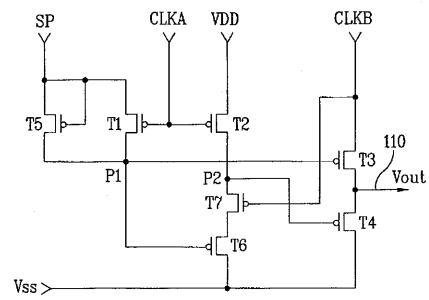 SP CLKA VDD CLKB
T5 T1 T2 T3 110
P1 P2 Vout
T7 T4
T6
Vss